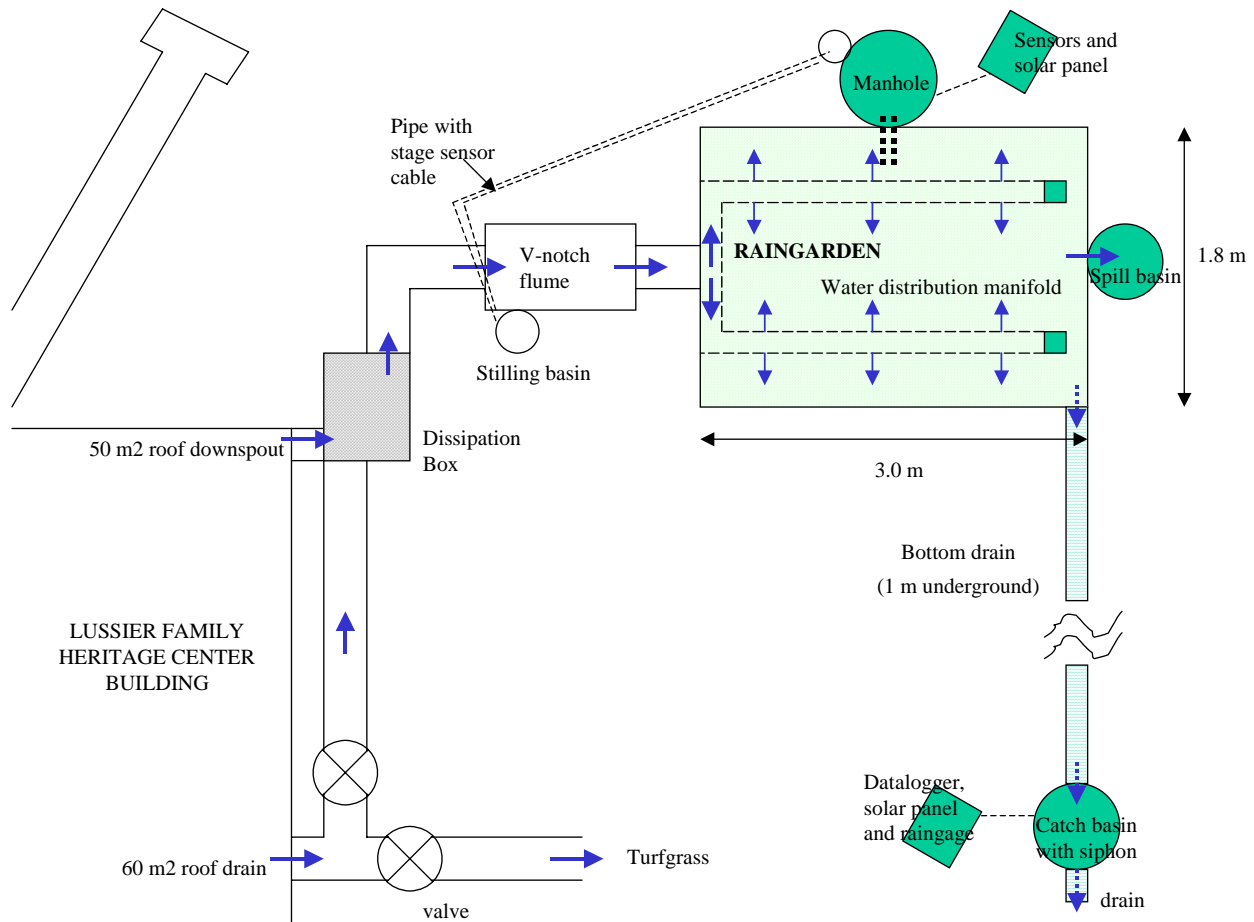 Sensors and
solar panel
Manhole
Pipe with
stage sensor
cable
V-notch
flume
RAINGARDEN
Water distribution manifold
Spill basin
1.8 m
Stilling basin
50 m2 roof downspout
Dissipation
Box
3.0 m
Bottom drain
(1 m underground)
LUSSIER FAMILY
HERITAGE CENTER
BUILDING
Datalogger,
solar panel
and raingage
Catch basin
with siphon
60 m2 roof drain
Turfgrass
valve
drain